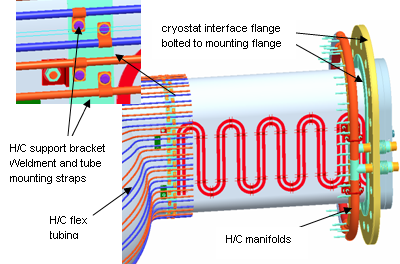 cryostat interface flange
bolted to mounting flange
H/C support bracket
Weldment and tube
mounting straps
H/C flex
tubing
H/C manifolds